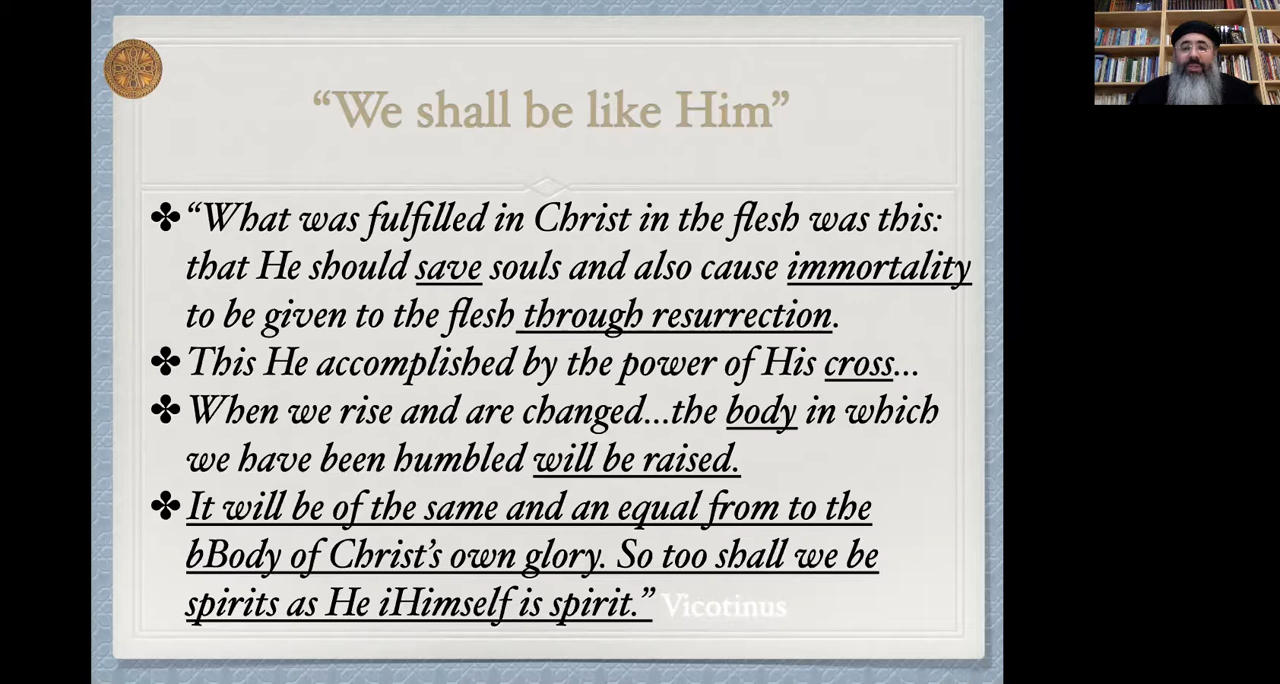 “We shall be like Him”
“What was fulfilled in Christ in the flesh was this:
that He should save souls and also cause immortality
to be given to the flesh through resurrection.
This He accomplished by the power of His cross...
When we rise and are changed...the body in which
we have been humbled will be raised.
It will be of the same and an equal from to the
bBody of Christ’s own glory. So too shall we be
spirits as He iHimself is spirit.” Vicotinus